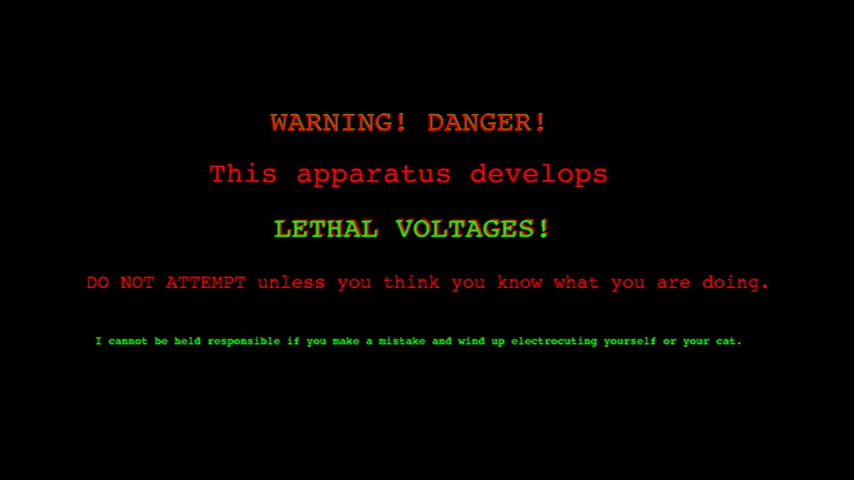 WARNING! DANGER!
This apparatus develops
LETHAL VOLTAGES!
DO NOT ATTEMPT unless you think you know what you are doing.
I cannot be held responsible if you make a mistake and wind up electrocuting yourself or your cat.